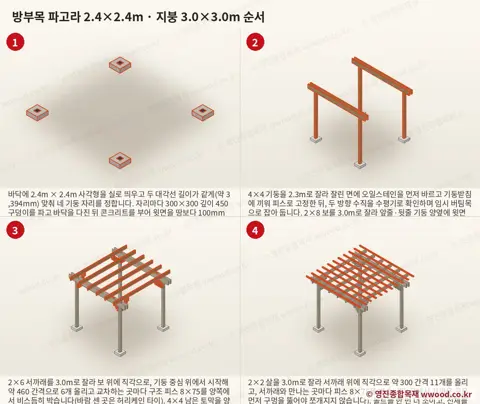 방부목 파고라 2.4×2.4m · 지붕 3.0×3.0m 순서
1
2
바닥에 2.4m × 2.4m 사각형을 실로 띄우고 두 대각선 길이가 같게(약 3
,394mm) 맞춰 네 기둥 자리를 정합니다. 자리마다 300×300 깊이 450
구덩이를 파고 바닥을 다진 뒤 콘크리트를 부어 윗면을 땅보다 100mm
4×4 기둥을 2.3m로 잘라 잘린 면에 오일스테인을 먼저 바르고 기둥받침
에 끼워 피스로 고정한 뒤, 두 방향 수직을 수평기로 확인하며 임시 버팀목
으로 잡아 둡니다. 2×8 보를 3.0m로 잘라 앞줄·뒷줄 기둥 양옆에 윗면
3
4
2×6 서까래를 3.0m로 잘라 보 위에 직각으로, 기둥 중심 위에서 시작해
약 460 간격으로 6개 올리고 교차하는 곳마다 구조 피스 8×75를 양쪽에
서 비스듬히 박습니다(바람 센 곳은 허리케인 타이). 4×4 남은 토막을 양
2×2 살을 3.0m로 잘라 서까래 위에 직각으로 약 300 간격 11개를 올리
고, 서까래와 만나는 곳마다 피스 8×
먼저 구멍을 뚫어야 쪼개지지 않습니다).
© 영진종합목재 wwood.co.kr